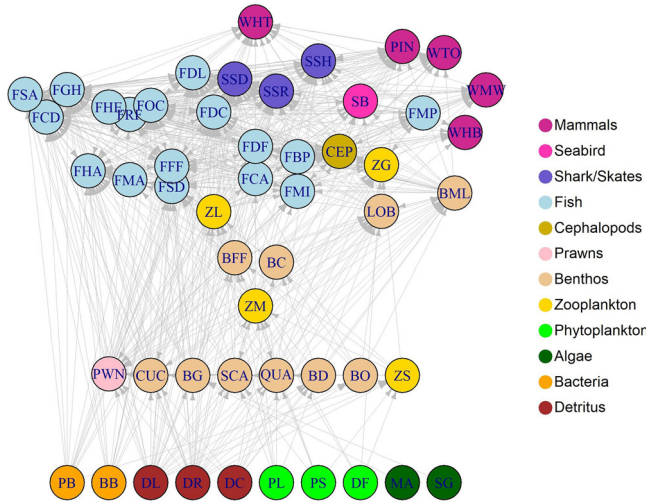 WHT
PIN
WTO
SSH
FDL
SSD
FSA
FGH
SSR
WMW
FHE
FOC
SB
FCD
FDC
FMP
WHB
FDF
FBP
CEP
FHA
FFF
ZG
FMA
FSD
FCA
FMI
BML
ZL
LOB
BFF
BC
ZM
PWN
CUC
BG
SCA
QUA
BD
BO
ZS
PB
BB
DL
DR
DC
PL
PS
DF
MA
SG
Mammals
Seabird
Shark/Skates
Fish
Cephalopods
Prawns
Benthos
Zooplankton
Phytoplankton
Algae
Bacteria
Detritus